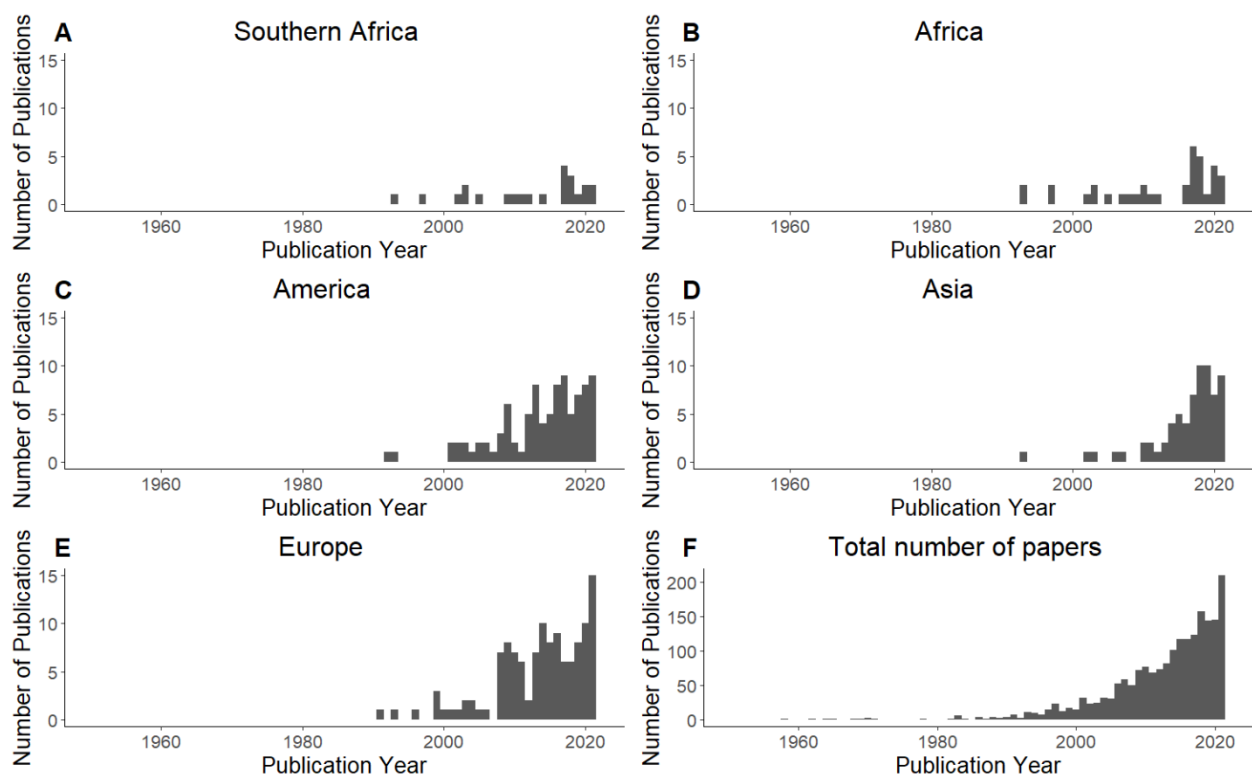 A Southern Africa
Number of Publications
15
10
5
0
1960 1980 2000 2020
Publication Year
B Africa
Number of Publications
15
10
5
0
1960 1980 2000 2020
Publication Year
C America
Number of Publications
15
10
5
0
1960 1980 2000 2020
Publication Year
D Asia
Number of Publications
15
10
5
0
1960 1980 2000 2020
Publication Year
E Europe
Number of Publications
15
10
5
0
1960 1980 2000 2020
Publication Year
F Total number of papers
Number of Publications
200
150
100
50
0
1960 1980 2000 2020
Publication Year